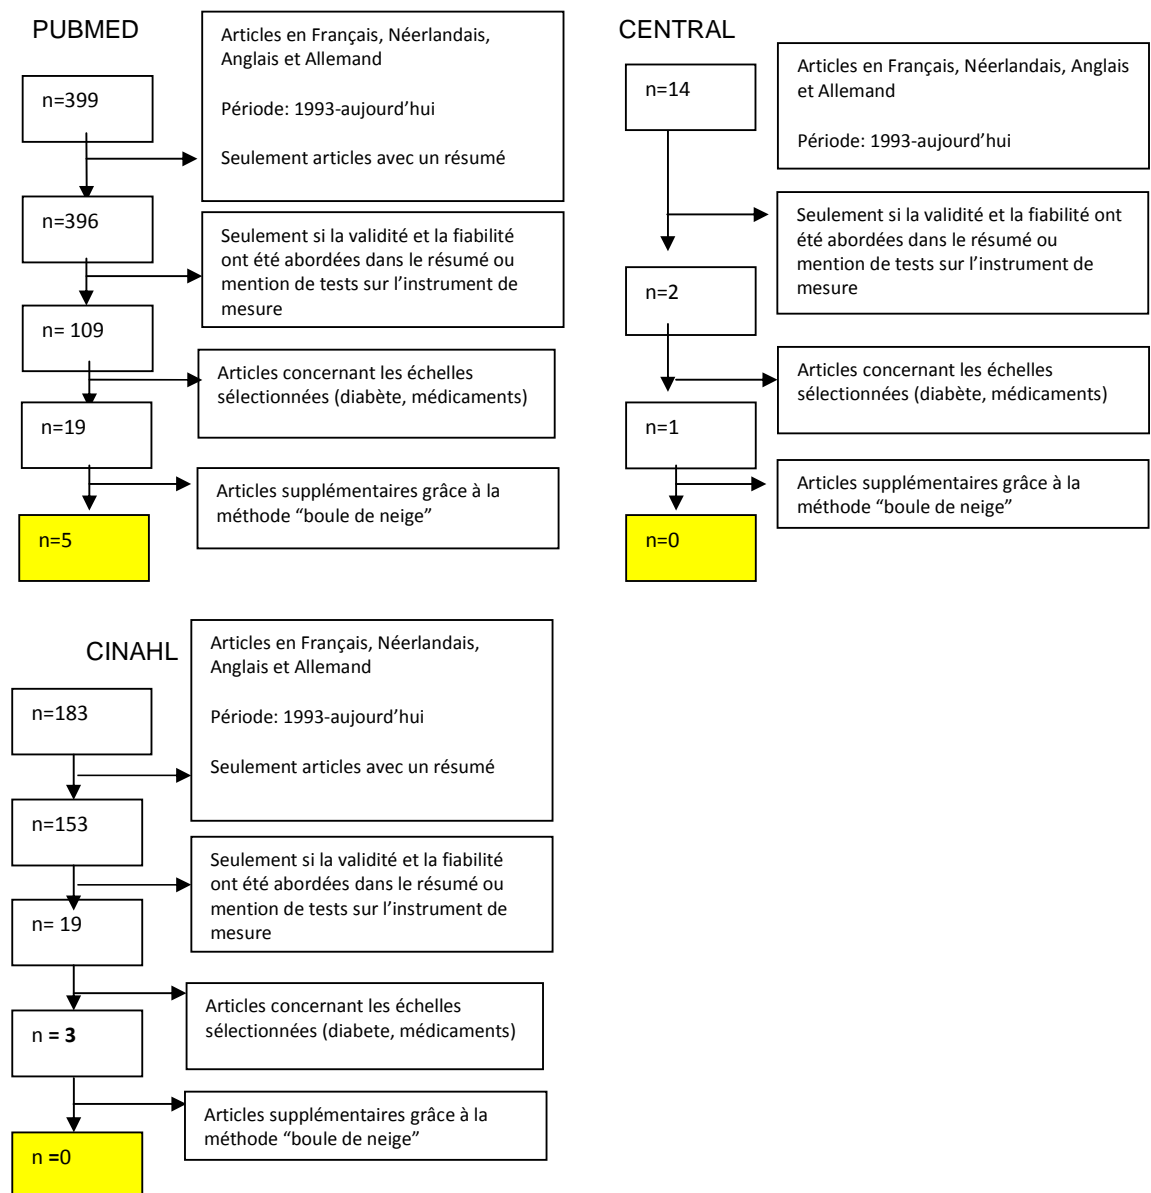 PUBMED
n=399
Articles en Français, Néerlandais,
Anglais et Allemand
Période: 1993-aujourd’hui
Seulement articles avec un résumé
n=396
Seulement si la validité et la fiabilité
ont été abordées dans le résumé ou
mention de tests sur l’instrument de
mesure
n= 109
Articles concernant les échelles
sélectionnées (diabète, médicaments)
n=19
Articles supplémentaires grâce à la
méthode “boule de neige”
n=5
CENTRAL
n=14
Articles en Français, Néerlandais, Anglais
et Allemand
Période: 1993-aujourd’hui
Seulement si la validité et la fiabilité ont
été abordées dans le résumé ou
mention de tests sur l’instrument de
mesure
n=2
Articles concernant les échelles
sélectionnées (diabète, médicaments)
n=1
Articles supplémentaires grâce à la
méthode “boule de neige”
n=0
CINAHL
n=183
Articles en Français, Néerlandais,
Anglais et Allemand
Période: 1993-aujourd’hui
Seulement articles avec un résumé
n=153
Seulement si la validité et la fiabilité
ont été abordées dans le résumé ou
mention de tests sur l’instrument de
mesure
n= 19
Articles concernant les échelles
sélectionnées (diabete, médicaments)
n = 3
Articles supplémentaires grâce à la
méthode “boule de neige”
n =0